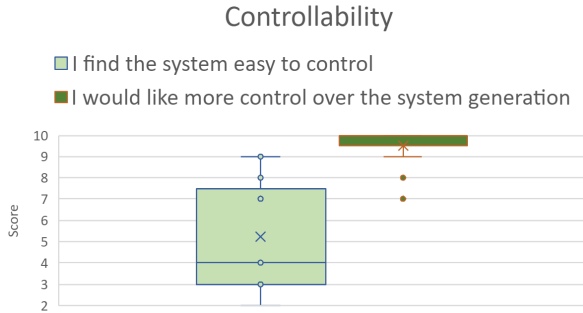 Controllability
I find the system easy to control
I would like more control over the system generation
10
9
8
7
6
5
4
3
2
Score